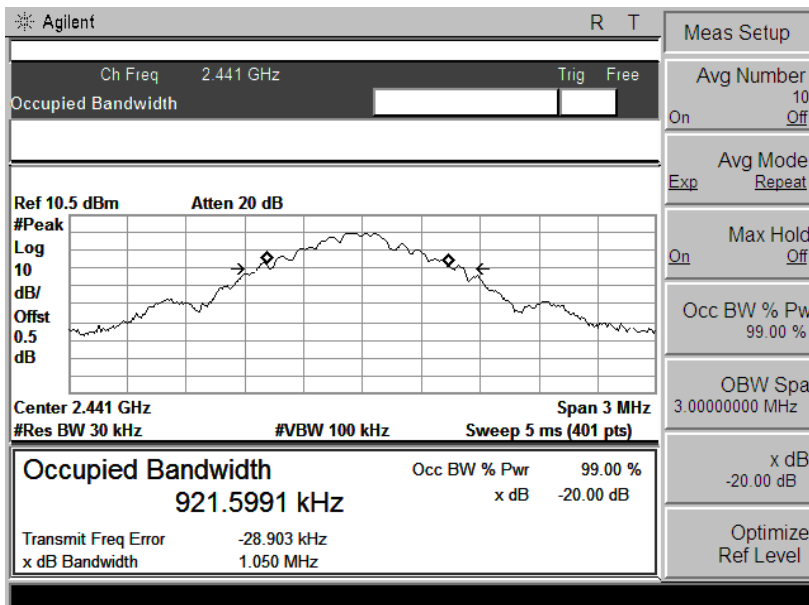 Agilent R T
Ch Freq 2.441 GHz Trig Free
Occupied Bandwidth
Ref 10.5 dBm Atten 20 dB
#Peak
Log
10
dB/
Offst
0.5
dB
Center 2.441 GHz Span 3 MHz
#Res BW 30 kHz #VBW 100 kHz Sweep 5 ms (401 pts)
Occupied Bandwidth Occ BW % Pwr 99.00 %
921.5991 kHz x dB -20.00 dB
Transmit Freq Error -28.903 kHz
x dB Bandwidth 1.050 MHz
Meas Setup
Avg Number
10
On Off
Avg Mode
Exp Repeat
Max Hold
On Off
Occ BW % Pw
99.00 %
OBW Spa
3.00000000 MHz
x dB
-20.00 dB
Optimize
Ref Level